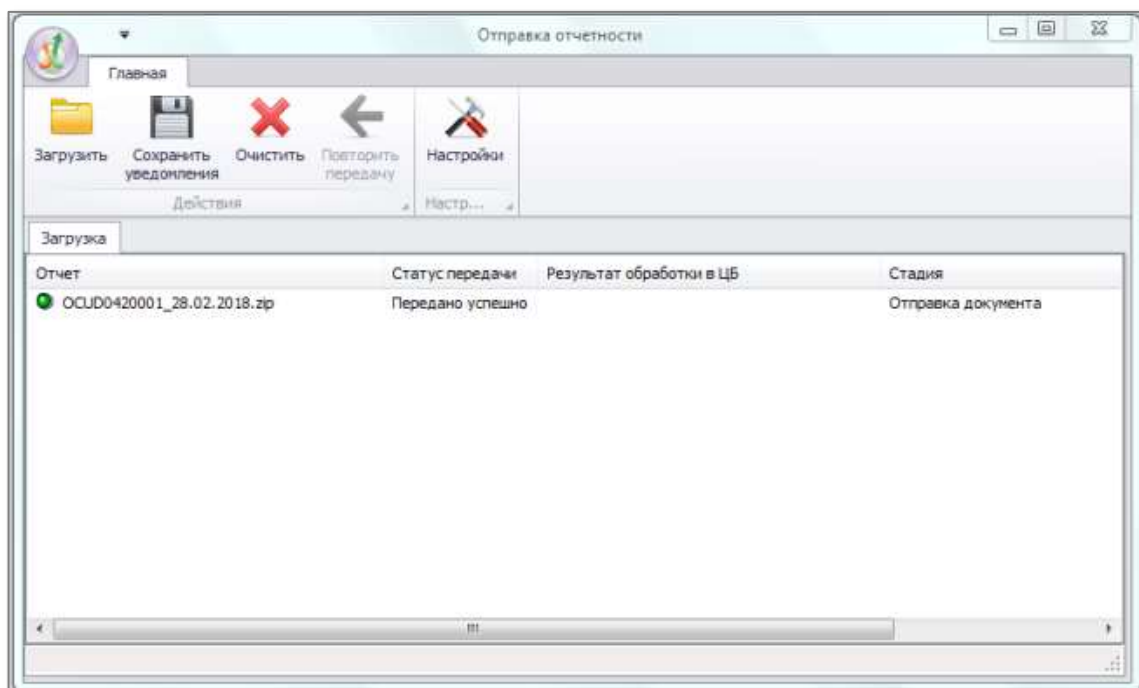 Отправка отчетности
Главная
Загрузить
Сохранить
уведомления
Очистить
Повторить
передачу
Настройки
Действия
Настр...
Загрузка
Отчет Статус передачи Результат обработки в ЦБ Стадия
OCUD0420001_28.02.2018.zip Передано успешно Отправка документа